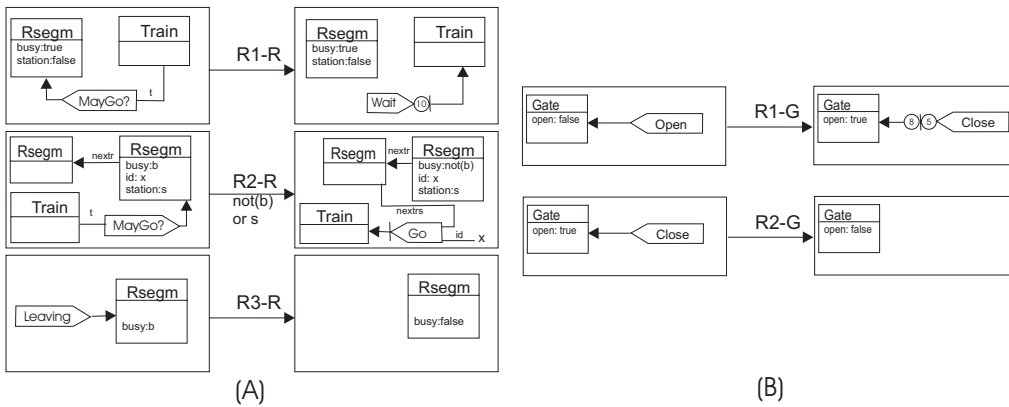 Rsegm
busy:true
station:false
Train
MayGo?
t
R1-R
Rsegm
busy:true
station:false
Train
Wait
10
Rsegm
nextr
Rsegm
busy:b
id: x
station:s
Train
t
MayGo?
R2-R
not(b)
or s
Rsegm
nextr
Rsegm
busy:not(b)
id: x
station:s
nextrs
Train
Go
id
x
Leaving
Rsegm
busy:b
R3-R
Rsegm
busy:false
(A)
Gate
open: false
Open
R1-G
Gate
open: true
8
5
Close
Gate
open: true
Close
R2-G
Gate
open: false
(B)